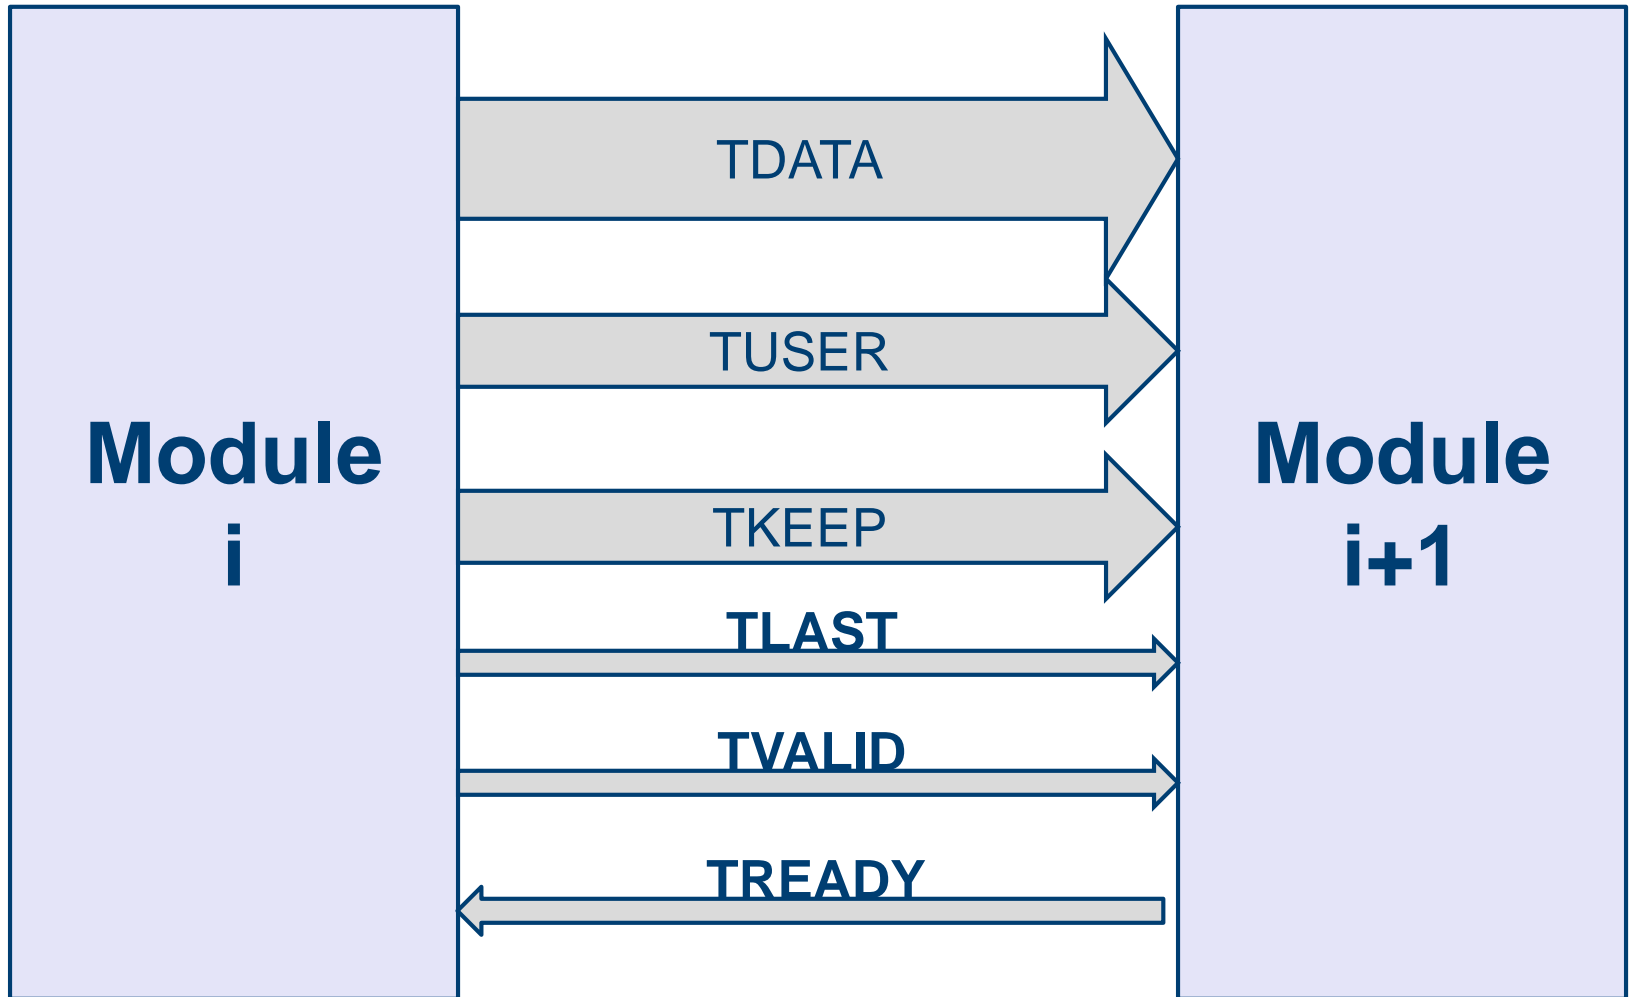 TDATA
TUSER
Module
i
TKEEP
TLAST
TVALID
TREADY
Module
i+1